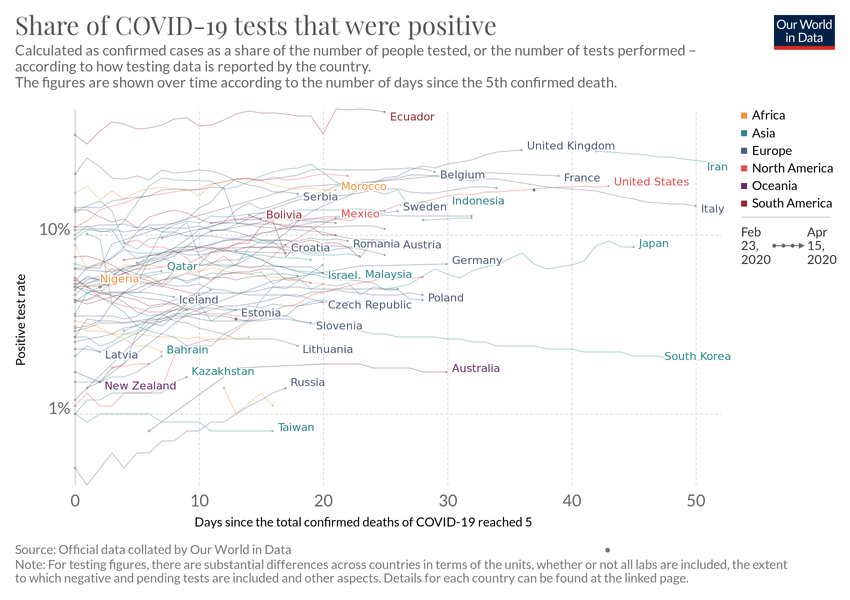 Share of COVID-19 tests that were positive
Our World
in Data
Calculated as confirmed cases as a share of the number of people tested, or the number of tests performed –
according to how testing data is reported by the country.
The figures are shown over time according to the number of days since the 5th confirmed death.
Ecuador
United Kingdom
Iran
Belgium
France
United States
Morocco
Serbia
Indonesia
Italy
Bolivia
Mexico
Sweden
10%
Croatia
Romania
Austria
Japan
Qatar
Germany
Nigeria
Israel.
Malaysia
Iceland
Czech Republic
Poland
Estonia
Slovenia
Latvia
Bahrain
Lithuania
South Korea
Kazakhstan
Australia
New Zealand
Russia
1%
Taiwan
Positive test rate
0
10
20
30
40
50
Days since the total confirmed deaths of COVID-19 reached 5
Africa
Asia
Europe
North America
Oceania
South America
Feb
23,
2020
Apr
15,
2020
Source: Official data collated by Our World in Data
Note: For testing figures, there are substantial differences across countries in terms of the units, whether or not all labs are included, the extent
to which negative and pending tests are included and other aspects. Details for each country can be found at the linked page.